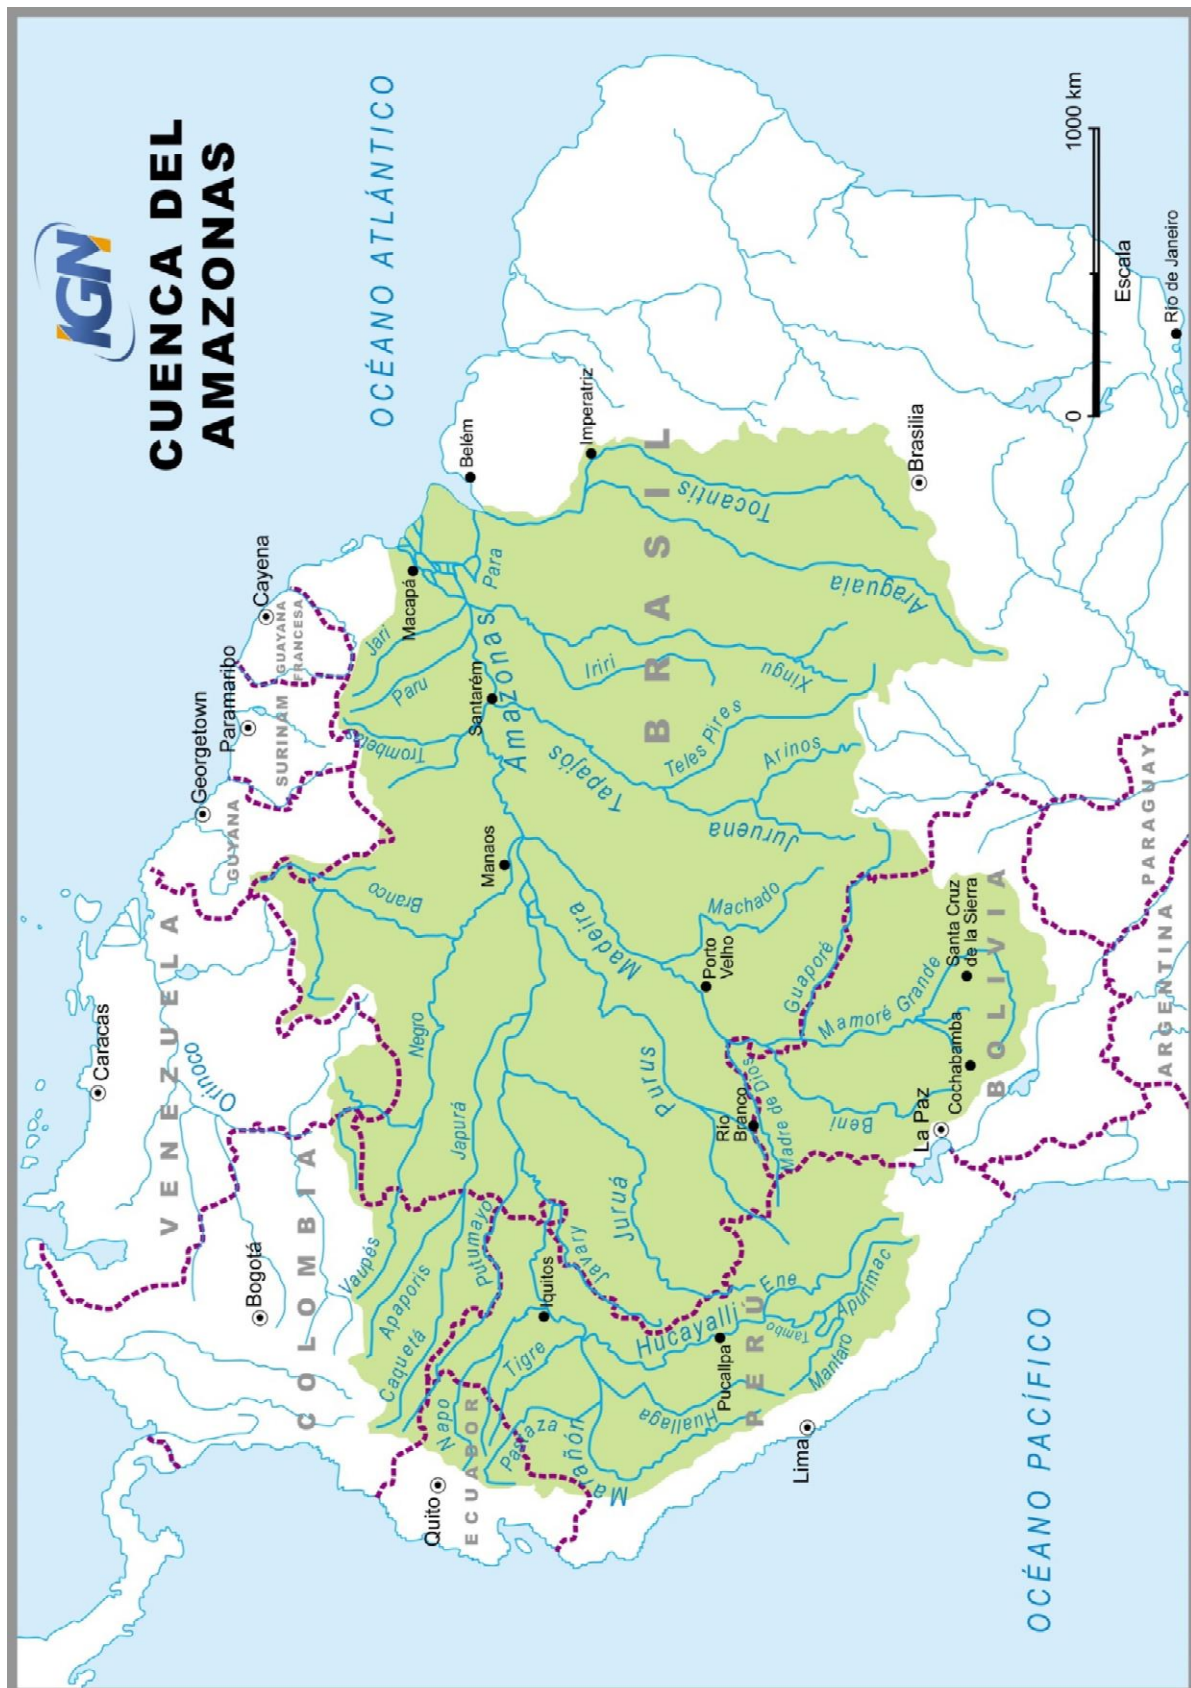 IGN
CUENCA DEL
AMAZONAS
OCÉANO ATLÁNTICO
Caracas
VENEZUELA
Orinoco
Georgetown
GUYANA
Paramaribo
SURINAM
Cayena
GUAYANA
FRANCESA
Bogotá
COLOMBIA
Vaupés
Apaporis
Caquetá
Putumayo
Japurá
Negro
Branco
Manaos
Trombetas
Paru
Jari
Macapá
Santarém
Amazonas
Para
Belém
Imperatriz
Quito
ECUADOR
Napo
Pastaza
Tigre
Iquitos
Javary
Marañón
Huallaga
Hucayalli
Pucallpa
PERU
Ene
Tambo
Apurimac
Mantaro
Lima
Juruá
Purus
Madeira
Porto
Velho
Machado
Río
Branco
Madre de Dios
Beni
Guaporé
Mamoré Grande
Tapajós
Teles Pires
Juruena
Arinos
Iriri
Xingu
BRASIL
Tocantis
Araguaia
Brasilia
La Paz
Cochabamba
Santa Cruz
de la Sierra
BOLIVIA
PARAGUAY
ARGENTINA
Río de Janeiro
OCÉANO PACÍFICO
0
1000 km
Escala